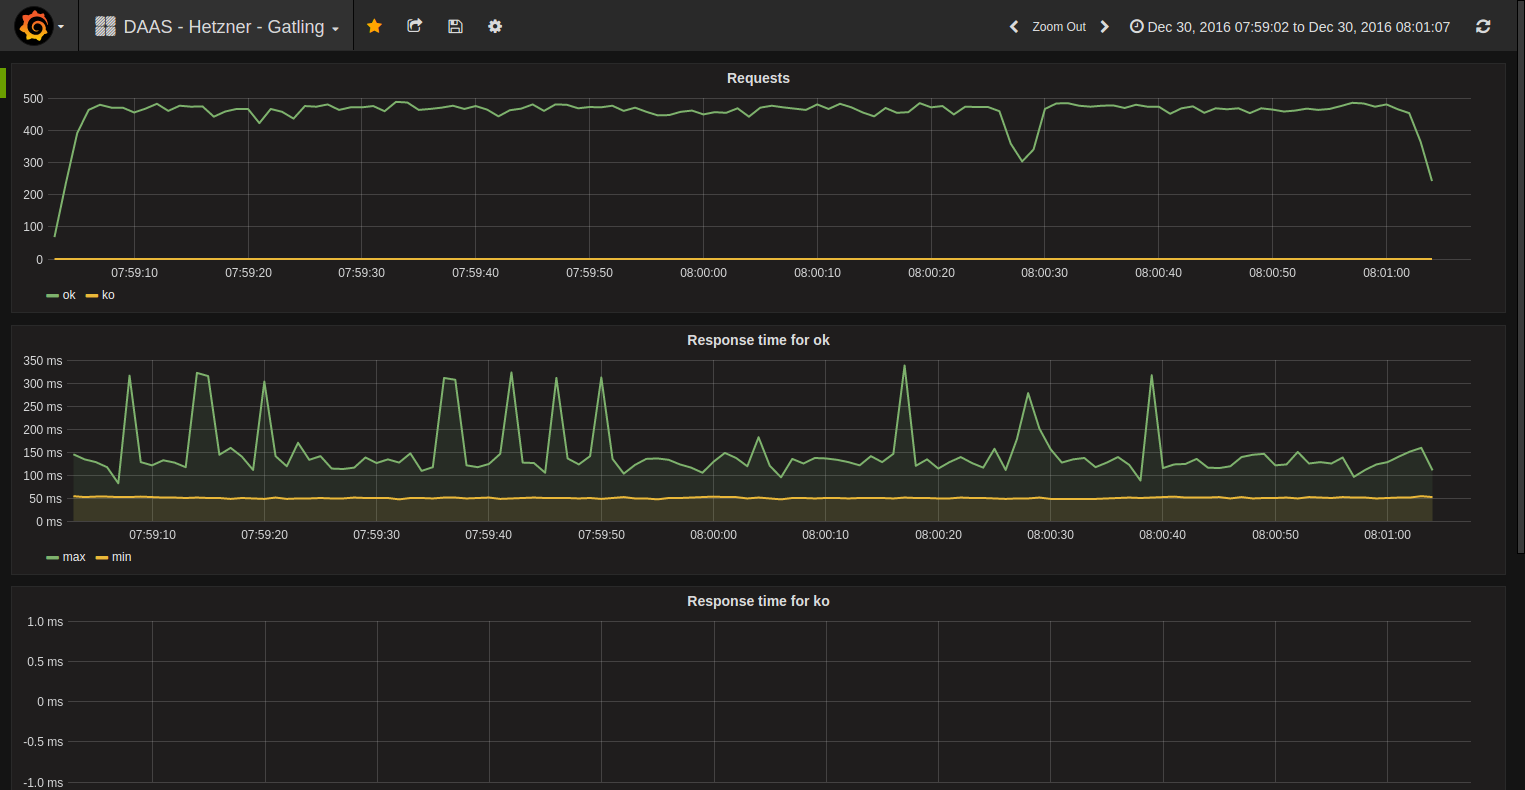 DAAS - Hetzner - Gatling
Zoom Out
Dec 30, 2016 07:59:02 to Dec 30, 2016 08:01:07
Requests
500
400
300
200
100
0
07:59:10 07:59:20 07:59:30 07:59:40 07:59:50 08:00:00 08:00:10 08:00:20 08:00:30 08:00:40 08:00:50 08:01:00
ok ko
Response time for ok
350 ms
300 ms
250 ms
200 ms
150 ms
100 ms
50 ms
0 ms
07:59:10 07:59:20 07:59:30 07:59:40 07:59:50 08:00:00 08:00:10 08:00:20 08:00:30 08:00:40 08:00:50 08:01:00
max min
Response time for ko
1.0 ms
0.5 ms
0 ms
-0.5 ms
-1.0 ms